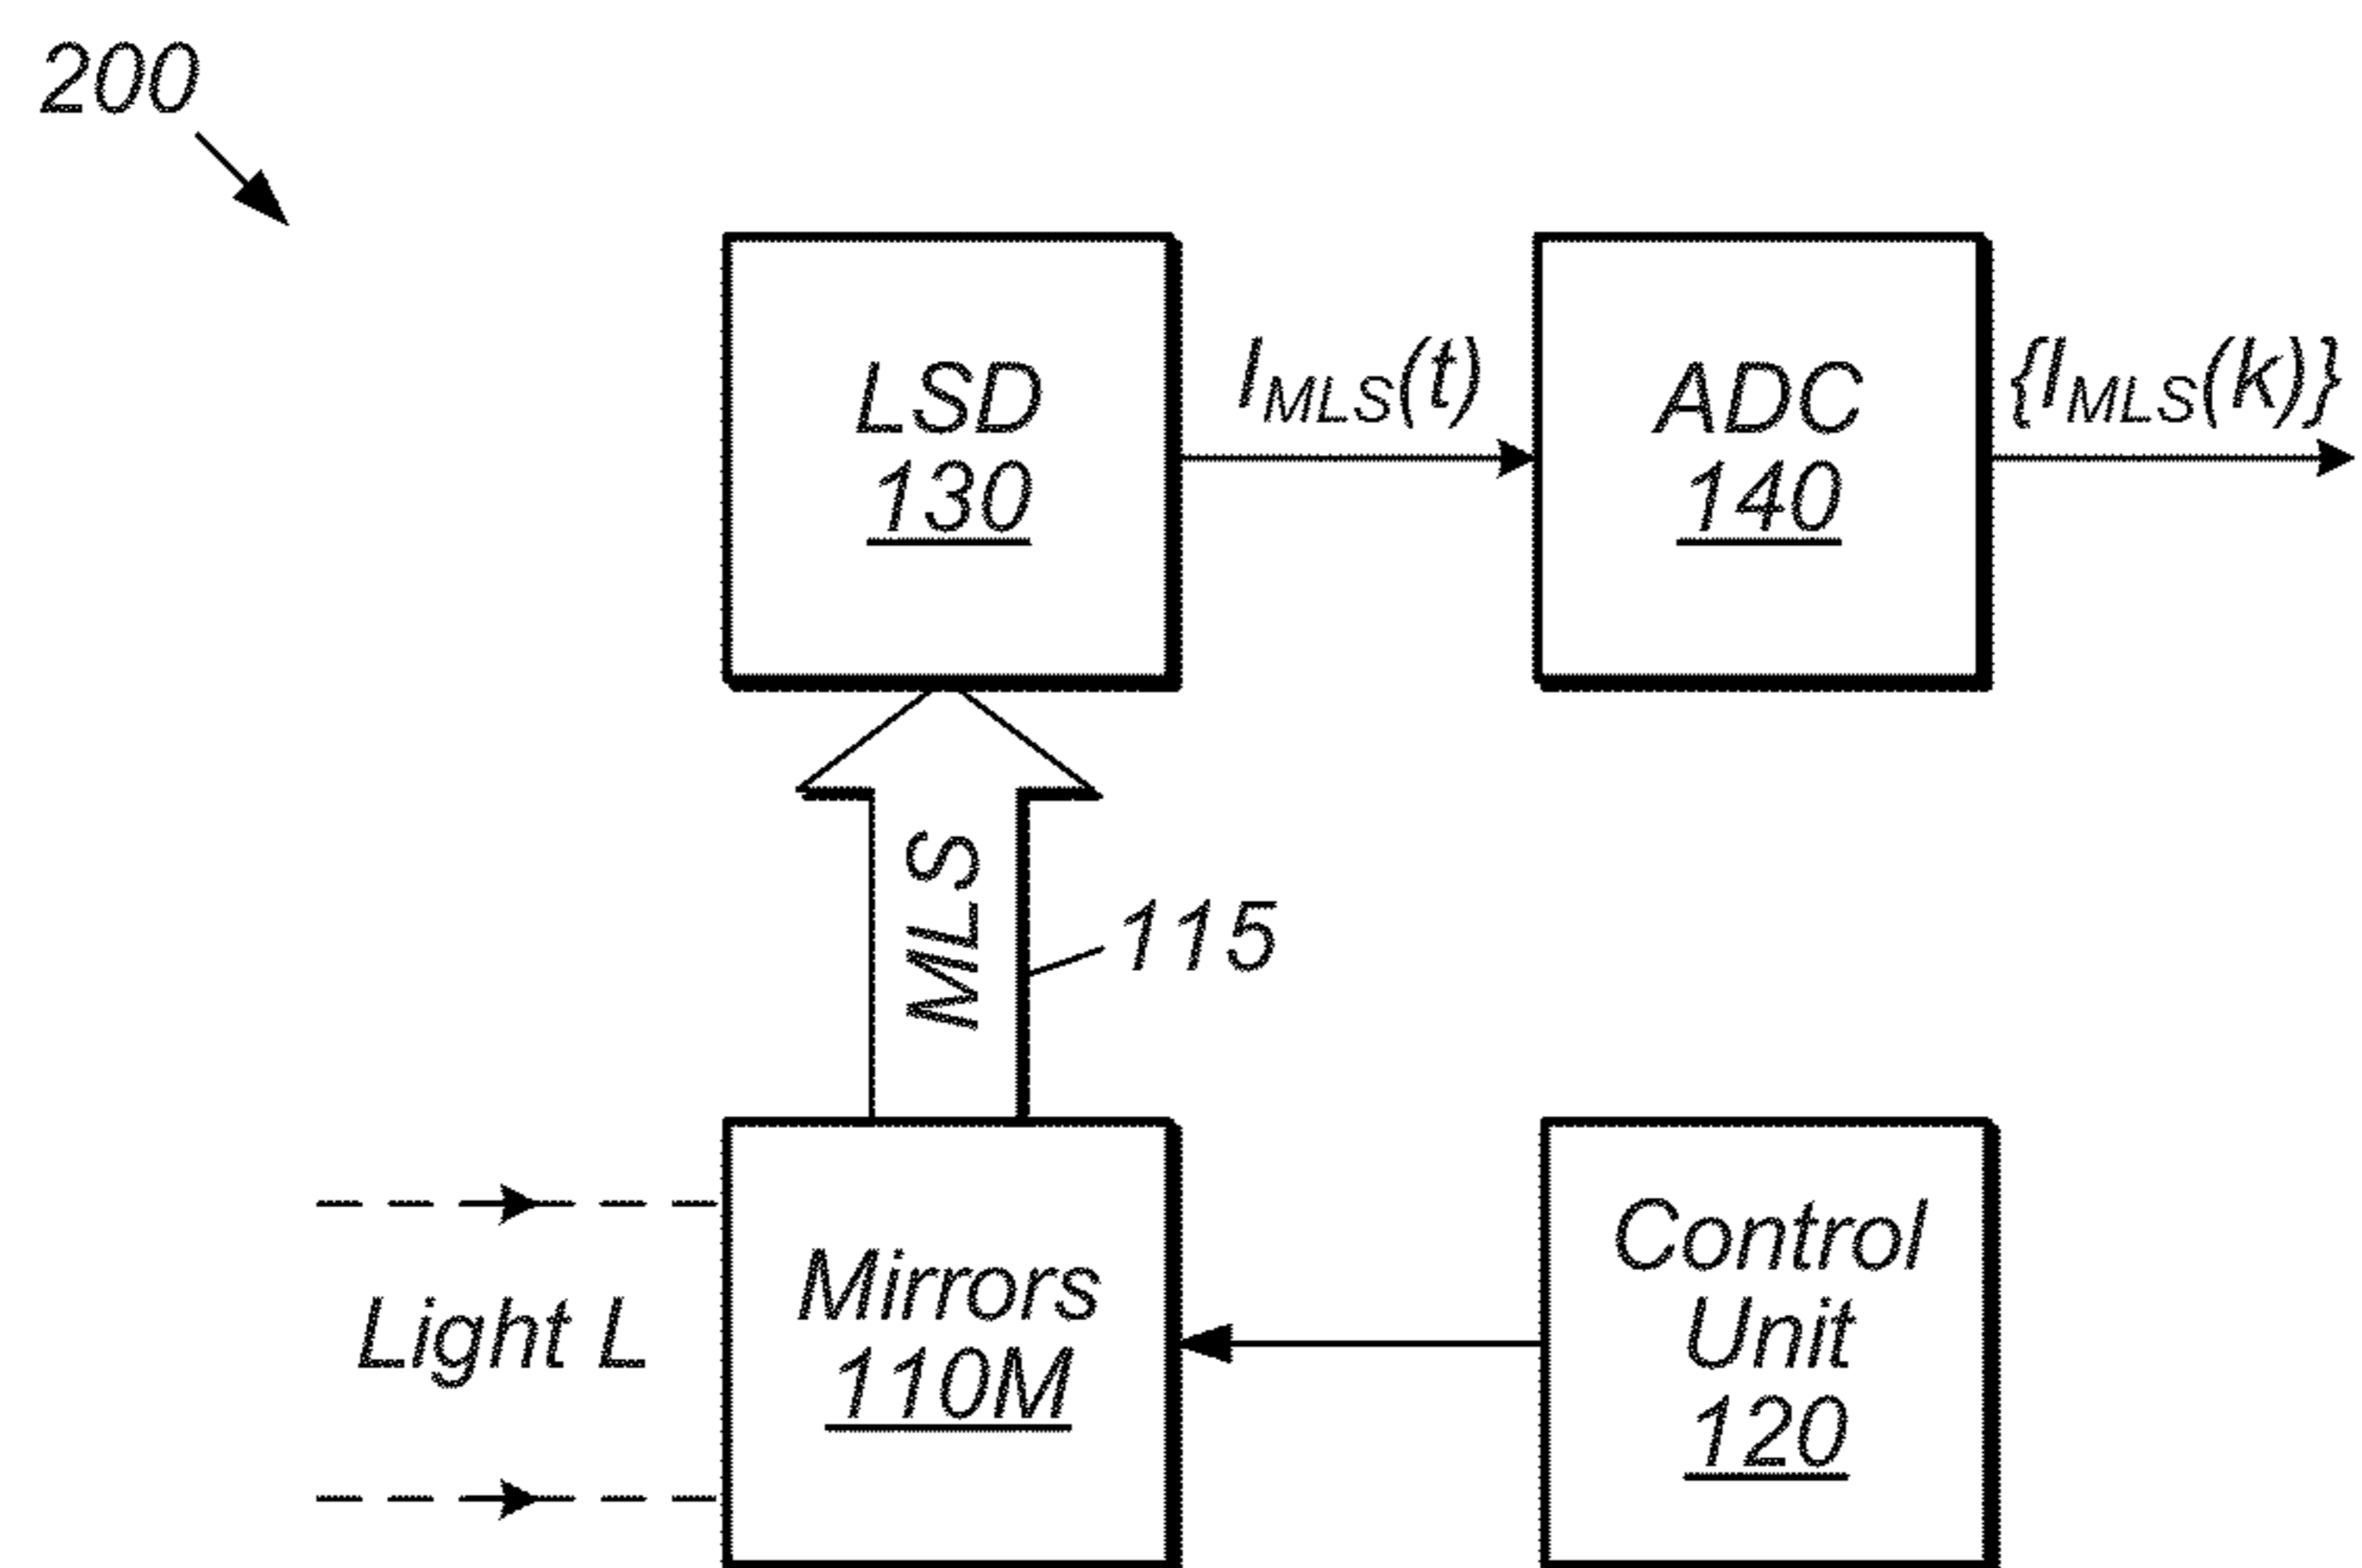 200
LSD
130
I_MLS(t)
ADC
140
{I_MLS(k)}
MLS
115
Light L
Mirrors
110M
Control
Unit
120